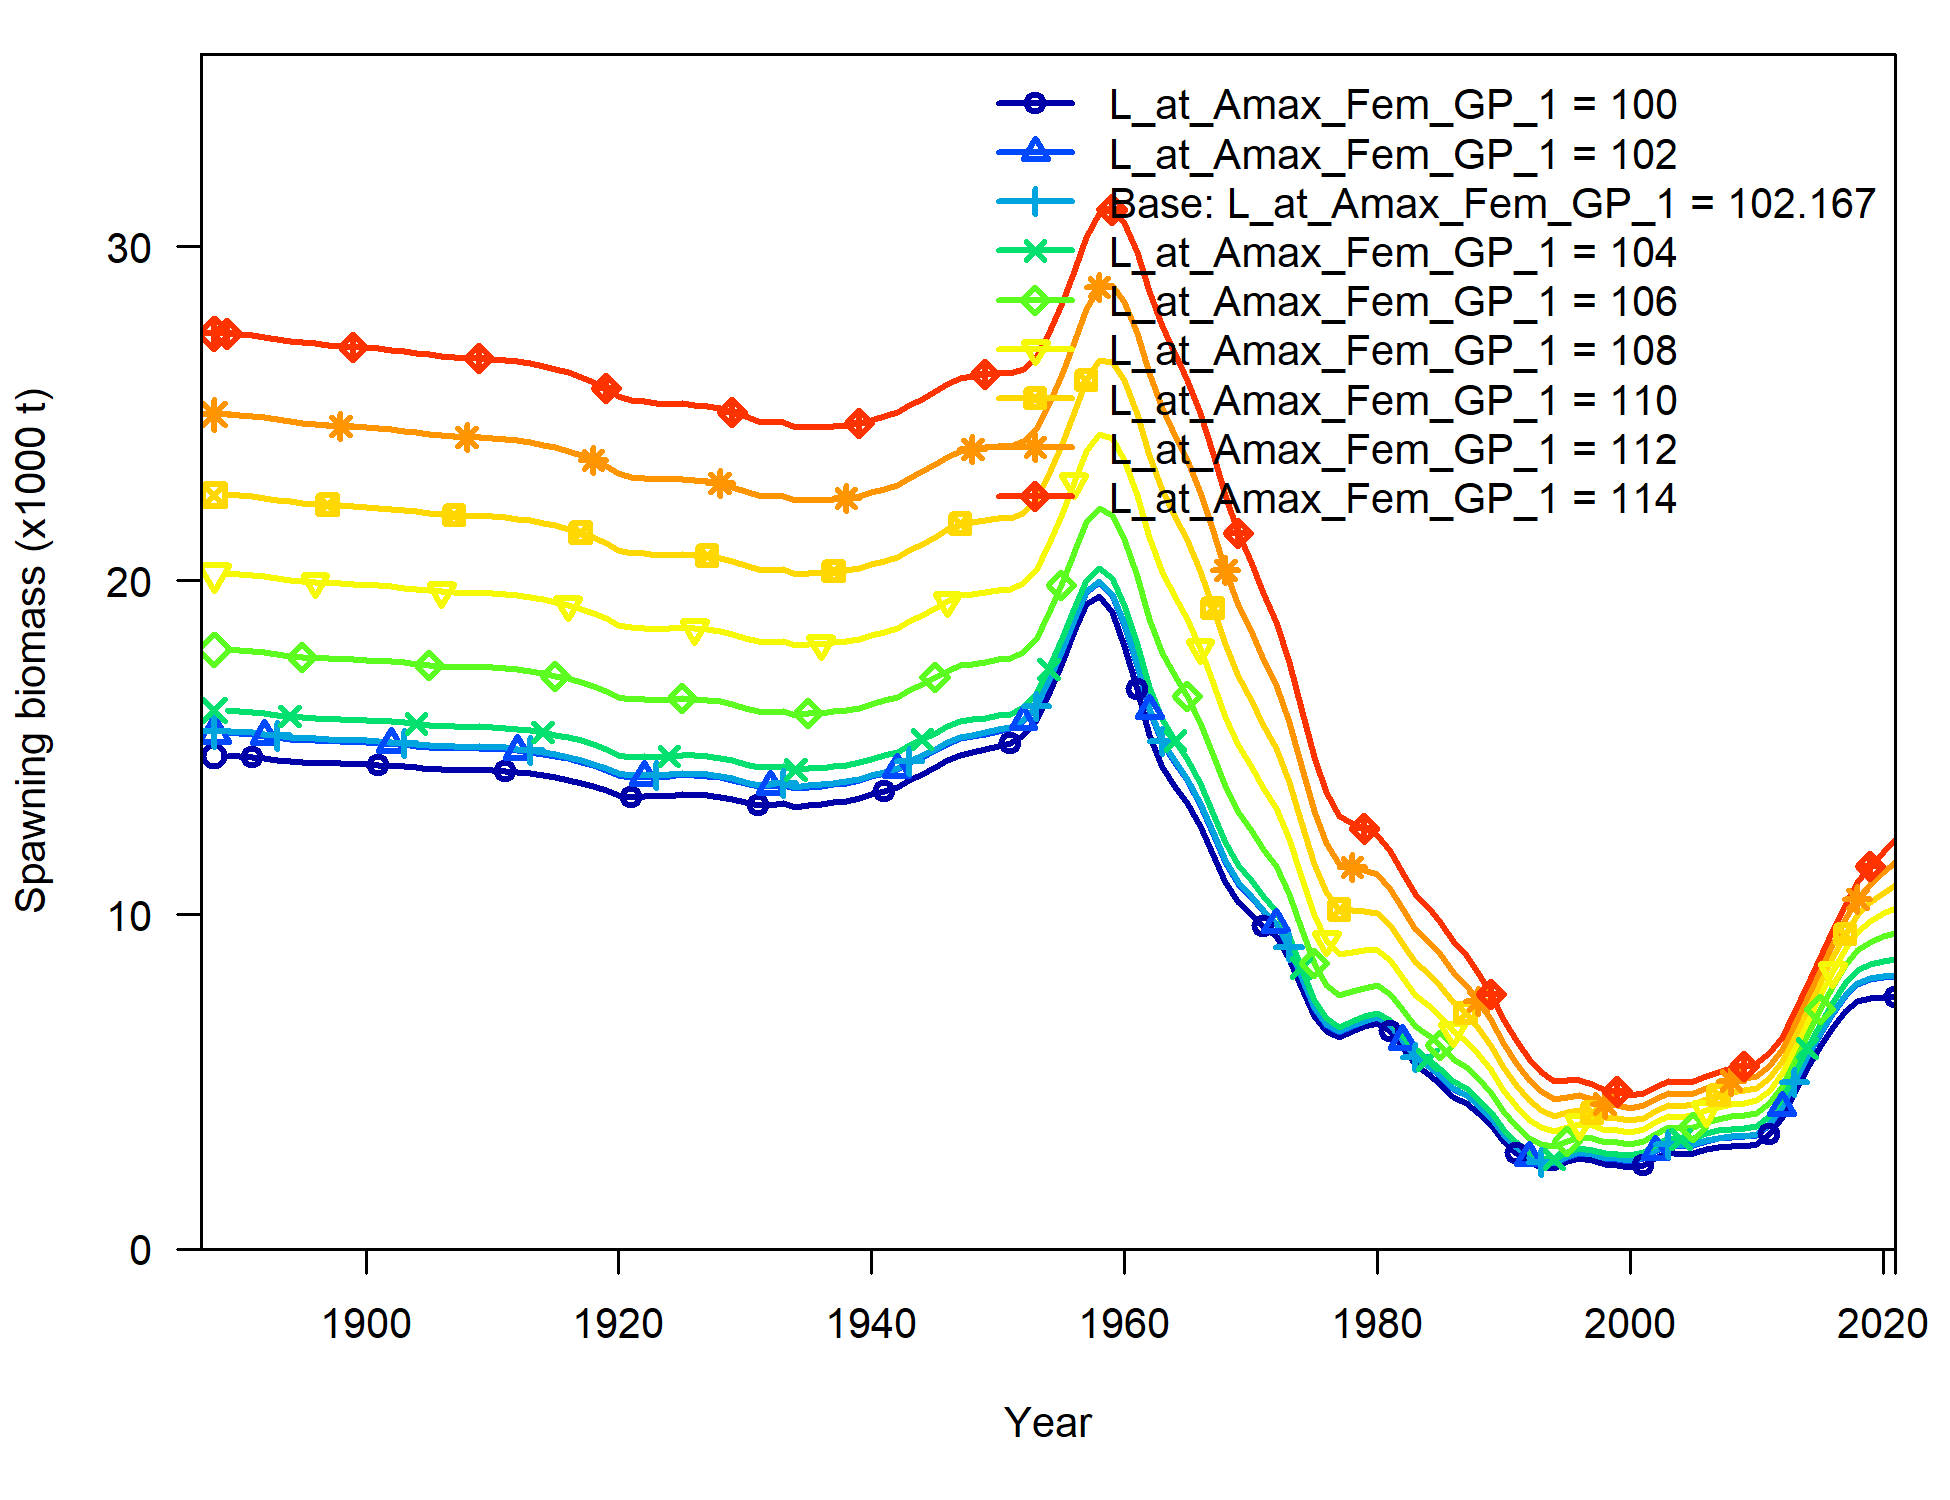 L_at_Amax_Fem_GP_1 = 100
L_at_Amax_Fem_GP_1 = 102
Base: L_at_Amax_Fem_GP_1 = 102.167
L_at_Amax_Fem_GP_1 = 104
L_at_Amax_Fem_GP_1 = 106
L_at_Amax_Fem_GP_1 = 108
L_at_Amax_Fem_GP_1 = 110
L_at_Amax_Fem_GP_1 = 112
L_at_Amax_Fem_GP_1 = 114
Spawning biomass (x1000 t)
30
20
10
0
1900 1920 1940 1960 1980 2000 2020
Year